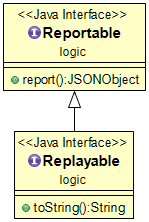 <<Java Interface>>
I Reportable
logic
report():JSONObject
<<Java Interface>>
I Replayable
logic
toString():String